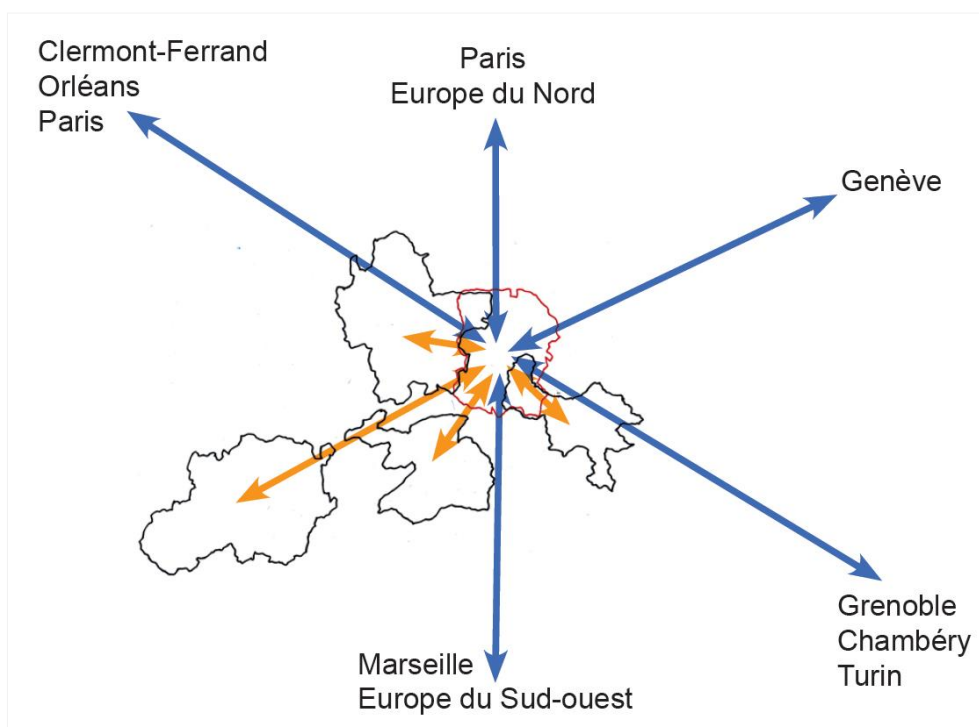 Clermont-Ferrand
Orléans
Paris
Paris
Europe du Nord
Genève
Grenoble
Chambéry
Turin
Marseille
Europe du Sud-ouest